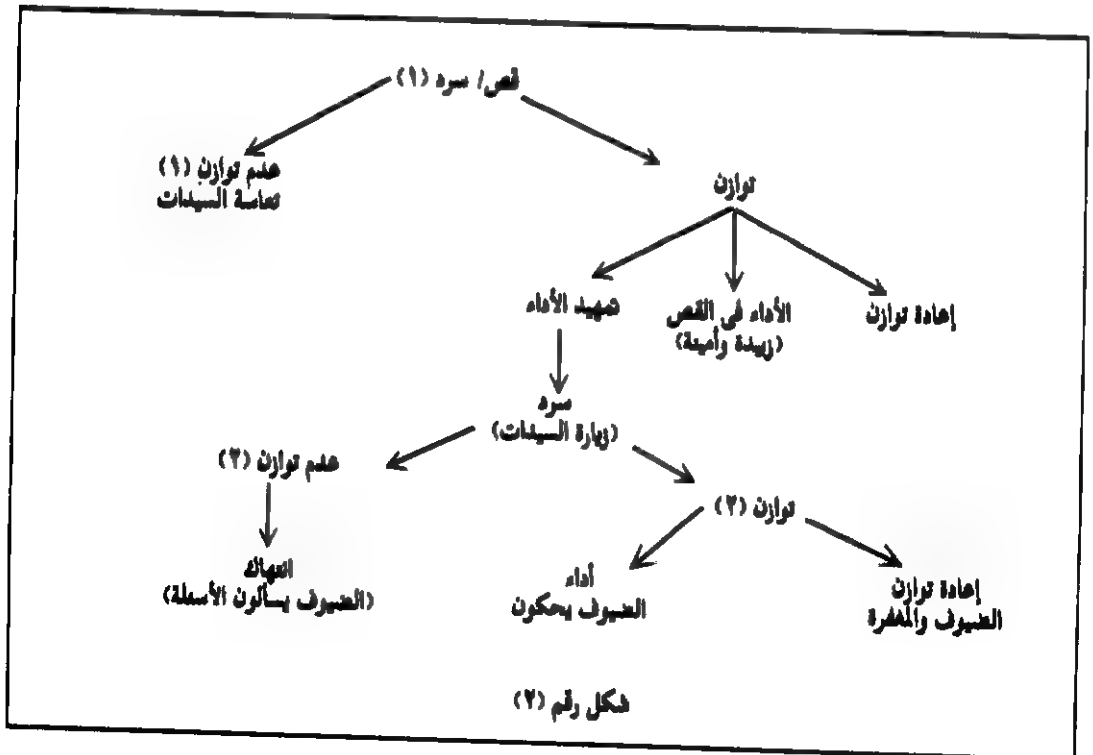 قص/ سرد (١)
توازن
عدم توازن (١)
تعاسة السيدات
إعادة توازن
الأداء فى القص
(زبيدة وأمينة)
تمهيد الأداء
سرد
(زيارة السيدات)
توازن (٢)
عدم توازن (٢)
إعادة توازن
الضيوف والمغفرة
أداء
الضيوف يحكون
انتهاك
(الضيوف يسألون الأسئلة)
شكل رقم (٢)